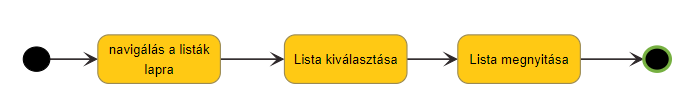 navigálás a listák
lapra
Lista kiválasztása
Lista megnyitása